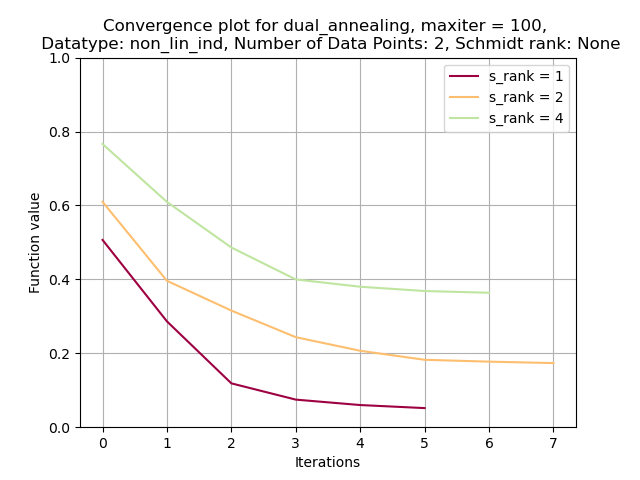 Convergence plot for dual_annealing, maxiter = 100,
Datatype: non_lin_ind, Number of Data Points: 2, Schmidt rank: None
1.0
0.8
0.6
0.4
0.2
0.0
Function value
s_rank = 1
s_rank = 2
s_rank = 4
0 1 2 3 4 5 6 7
Iterations